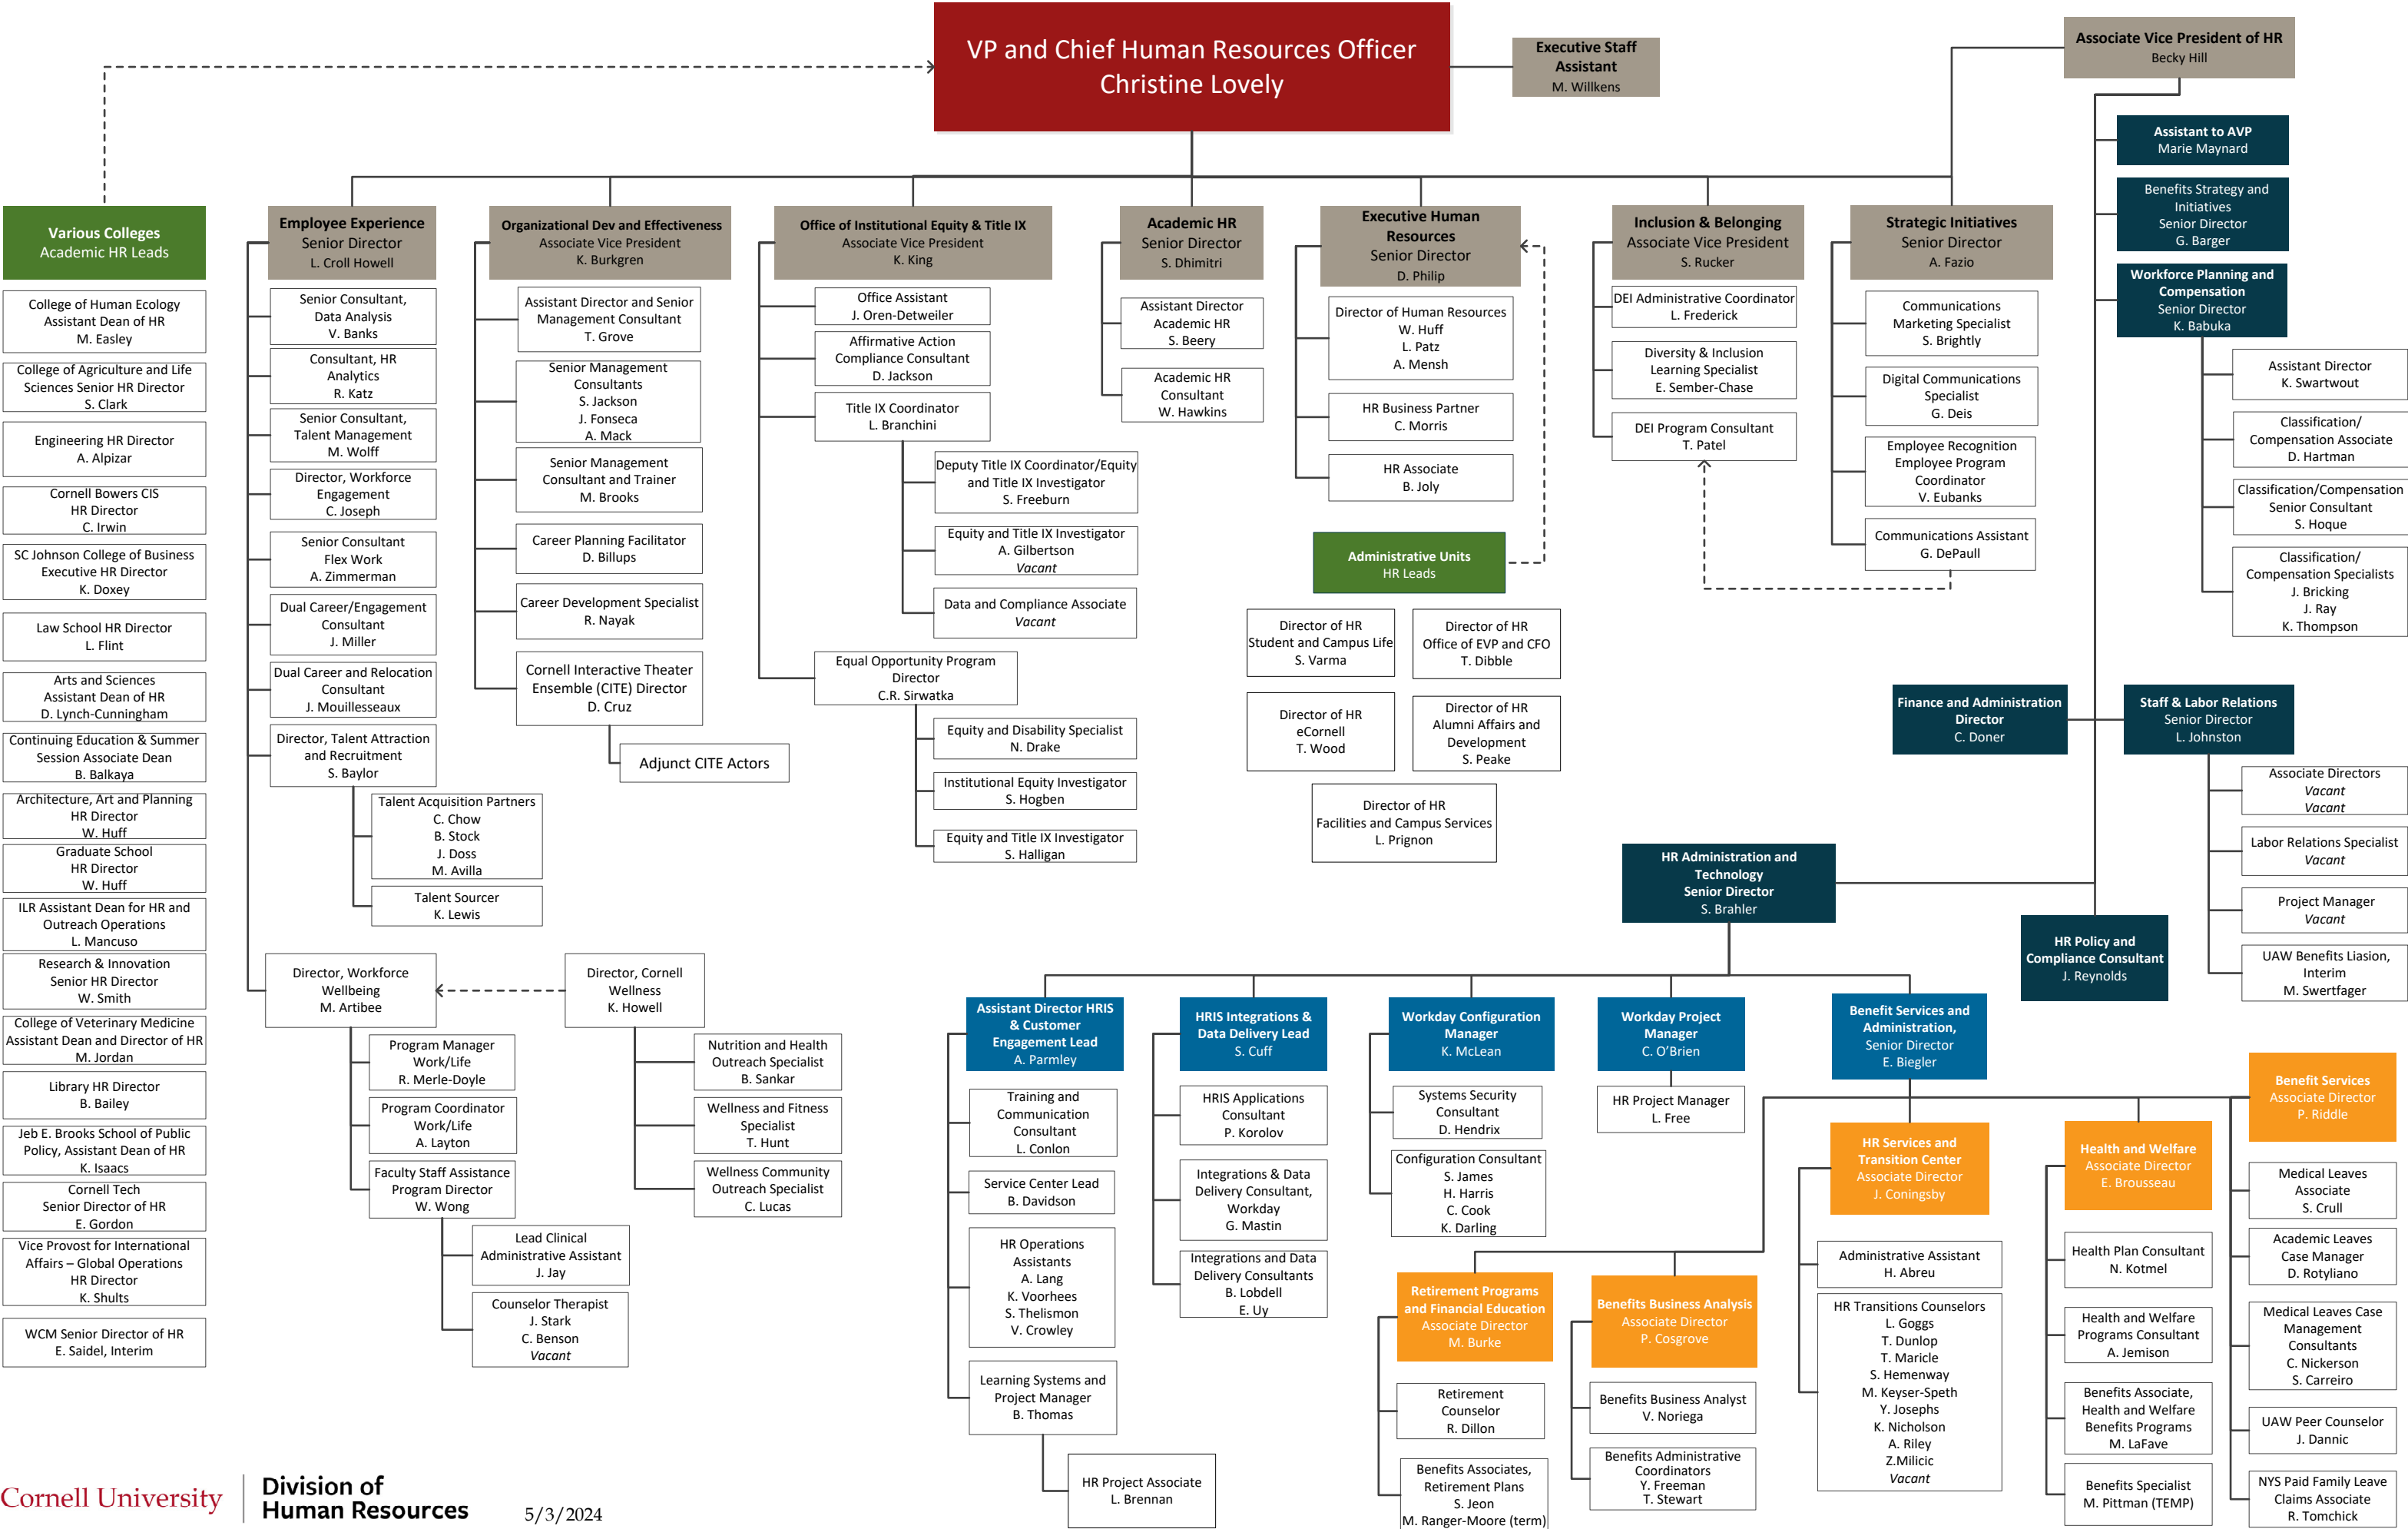 VP and Chief Human Resources Officer
Christine Lovely
Executive Staff
Assistant
M. Willkens
Associate Vice President of HR
Becky Hill
Assistant to AVP
Marie Maynard
Benefits Strategy and
Initiatives
Senior Director
G. Barger
Workforce Planning and
Compensation
Senior Director
K. Babuka
Assistant Director
K. Swartwout
Classification/
Compensation Associate
D. Hartman
Classification/Compensation
Senior Consultant
S. Hoque
Classification/
Compensation Specialists
J. Bricking
J. Ray
K. Thompson
Various Colleges
Academic HR Leads
College of Human Ecology
Assistant Dean of HR
M. Easley
College of Agriculture and Life
Sciences Senior HR Director
S. Clark
Engineering HR Director
A. Alpizar
Cornell Bowers CIS
HR Director
C. Irwin
SC Johnson College of Business
Executive HR Director
K. Doxey
Law School HR Director
L. Flint
Arts and Sciences
Assistant Dean of HR
D. Lynch-Cunningham
Continuing Education & Summer
Session Associate Dean
B. Balkaya
Architecture, Art and Planning
HR Director
W. Huff
Graduate School
HR Director
W. Huff
ILR Assistant Dean for HR and
Outreach Operations
L. Mancuso
Research & Innovation
Senior HR Director
W. Smith
College of Veterinary Medicine
Assistant Dean and Director of HR
M. Jordan
Library HR Director
B. Bailey
Jeb E. Brooks School of Public
Policy, Assistant Dean of HR
K. Isaacs
Cornell Tech
Senior Director of HR
E. Gordon
Vice Provost for International
Affairs – Global Operations
HR Director
K. Shults
WCM Senior Director of HR
E. Saidel, Interim
Employee Experience
Senior Director
L. Croll Howell
Senior Consultant,
Data Analysis
V. Banks
Consultant, HR
Analytics
R. Katz
Senior Consultant,
Talent Management
M. Wolff
Director, Workforce
Engagement
C. Joseph
Senior Consultant
Flex Work
A. Zimmerman
Dual Career/Engagement
Consultant
J. Miller
Dual Career and Relocation
Consultant
J. Mouillesseaux
Director, Talent Attraction
and Recruitment
S. Baylor
Talent Acquisition Partners
C. Chow
B. Stock
J. Doss
M. Avilla
Talent Sourcer
K. Lewis
Director, Workforce
Wellbeing
M. Artibee
Program Manager
Work/Life
R. Merle-Doyle
Program Coordinator
Work/Life
A. Layton
Faculty Staff Assistance
Program Director
W. Wong
Lead Clinical
Administrative Assistant
J. Jay
Counselor Therapist
J. Stark
C. Benson
Vacant
Director, Cornell
Wellness
K. Howell
Nutrition and Health
Outreach Specialist
B. Sankar
Wellness and Fitness
Specialist
T. Hunt
Wellness Community
Outreach Specialist
C. Lucas
Organizational Dev and Effectiveness
Associate Vice President
K. Burkgren
Assistant Director and Senior
Management Consultant
T. Grove
Senior Management
Consultants
S. Jackson
J. Fonseca
A. Mack
Senior Management
Consultant and Trainer
M. Brooks
Career Planning Facilitator
D. Billups
Career Development Specialist
R. Nayak
Cornell Interactive Theater
Ensemble (CITE) Director
D. Cruz
Adjunct CITE Actors
Office of Institutional Equity & Title IX
Associate Vice President
K. King
Office Assistant
J. Oren-Detweiler
Affirmative Action
Compliance Consultant
D. Jackson
Title IX Coordinator
L. Branchini
Deputy Title IX Coordinator/Equity
and Title IX Investigator
S. Freeburn
Equity and Title IX Investigator
A. Gilbertson
Vacant
Data and Compliance Associate
Vacant
Equal Opportunity Program
Director
C.R. Sirwatka
Equity and Disability Specialist
N. Drake
Institutional Equity Investigator
S. Hogben
Equity and Title IX Investigator
S. Halligan
Academic HR
Senior Director
S. Dhimitri
Assistant Director
Academic HR
S. Beery
Academic HR
Consultant
W. Hawkins
Executive Human
Resources
Senior Director
D. Philip
Director of Human Resources
W. Huff
L. Patz
A. Mensh
HR Business Partner
C. Morris
HR Associate
B. Joly
Administrative Units
HR Leads
Director of HR
Student and Campus Life
S. Varma
Director of HR
Office of EVP and CFO
T. Dibble
Director of HR
eCornell
T. Wood
Director of HR
Alumni Affairs and
Development
S. Peake
Director of HR
Facilities and Campus Services
L. Prignon
Inclusion & Belonging
Associate Vice President
S. Rucker
DEI Administrative Coordinator
L. Frederick
Diversity & Inclusion
Learning Specialist
E. Sember-Chase
DEI Program Consultant
T. Patel
Strategic Initiatives
Senior Director
A. Fazio
Communications
Marketing Specialist
S. Brightly
Digital Communications
Specialist
G. Deis
Employee Recognition
Employee Program
Coordinator
V. Eubanks
Communications Assistant
G. DePaull
Finance and Administration
Director
C. Doner
Staff & Labor Relations
Senior Director
L. Johnston
Associate Directors
Vacant
Vacant
Labor Relations Specialist
Vacant
Project Manager
Vacant
UAW Benefits Liasion,
Interim
M. Swertfager
HR Administration and
Technology
Senior Director
S. Brahler
HR Policy and
Compliance Consultant
J. Reynolds
Assistant Director HRIS
& Customer
Engagement Lead
A. Parmley
Training and
Communication
Consultant
L. Conlon
Service Center Lead
B. Davidson
HR Operations
Assistants
A. Lang
K. Voorhees
S. Thelismon
V. Crowley
Learning Systems and
Project Manager
B. Thomas
HR Project Associate
L. Brennan
HRIS Integrations &
Data Delivery Lead
S. Cuff
HRIS Applications
Consultant
P. Korolov
Integrations & Data
Delivery Consultant,
Workday
G. Mastin
Integrations and Data
Delivery Consultants
B. Lobdell
E. Uy
Workday Configuration
Manager
K. McLean
Systems Security
Consultant
D. Hendrix
Configuration Consultant
S. James
H. Harris
C. Cook
K. Darling
Workday Project
Manager
C. O’Brien
HR Project Manager
L. Free
Benefit Services and
Administration,
Senior Director
E. Biegler
Retirement Programs
and Financial Education
Associate Director
M. Burke
Retirement
Counselor
R. Dillon
Benefits Associates,
Retirement Plans
S. Jeon
M. Ranger-Moore (term)
Benefits Business Analysis
Associate Director
P. Cosgrove
Benefits Business Analyst
V. Noriega
Benefits Administrative
Coordinators
Y. Freeman
T. Stewart
HR Services and
Transition Center
Associate Director
J. Coningsby
Administrative Assistant
H. Abreu
HR Transitions Counselors
L. Goggs
T. Dunlop
T. Maricle
S. Hemenway
M. Keyser-Speth
Y. Josephs
K. Nicholson
A. Riley
Z.Milicic
Vacant
Health and Welfare
Associate Director
E. Brousseau
Health Plan Consultant
N. Kotmel
Health and Welfare
Programs Consultant
A. Jemison
Benefits Associate,
Health and Welfare
Benefits Programs
M. LaFave
Benefits Specialist
M. Pittman (TEMP)
Benefit Services
Associate Director
P. Riddle
Medical Leaves
Associate
S. Crull
Academic Leaves
Case Manager
D. Rotyliano
Medical Leaves Case
Management
Consultants
C. Nickerson
S. Carreiro
UAW Peer Counselor
J. Dannic
NYS Paid Family Leave
Claims Associate
R. Tomchick
Cornell University
Division of
Human Resources
5/3/2024